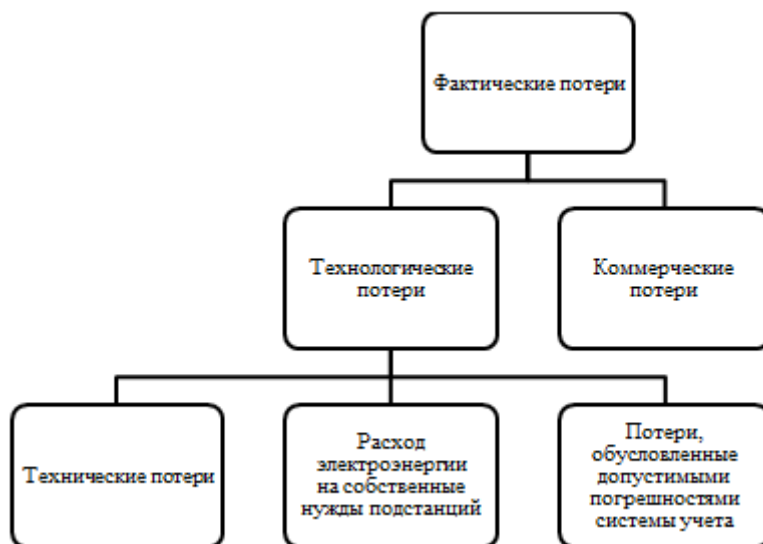 Фактические потери
Технологические
потери
Коммерческие
потери
Технические потери
Расход
электроэнергии
на собственные
нужды подстанций
Потери,
обусловленные
допустимыми
погрешностями
системы учета